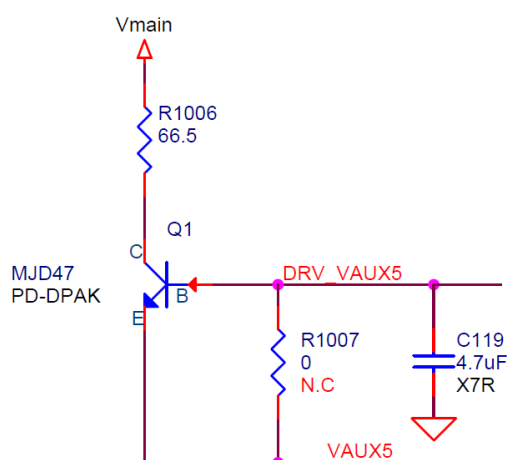 Vmain
R1006
66.5
Q1
C
MJD47
PD-DPAK
B
E
DRV_VAUX5
R1007
0
N.C
C119
4.7uF
X7R
VAUX5